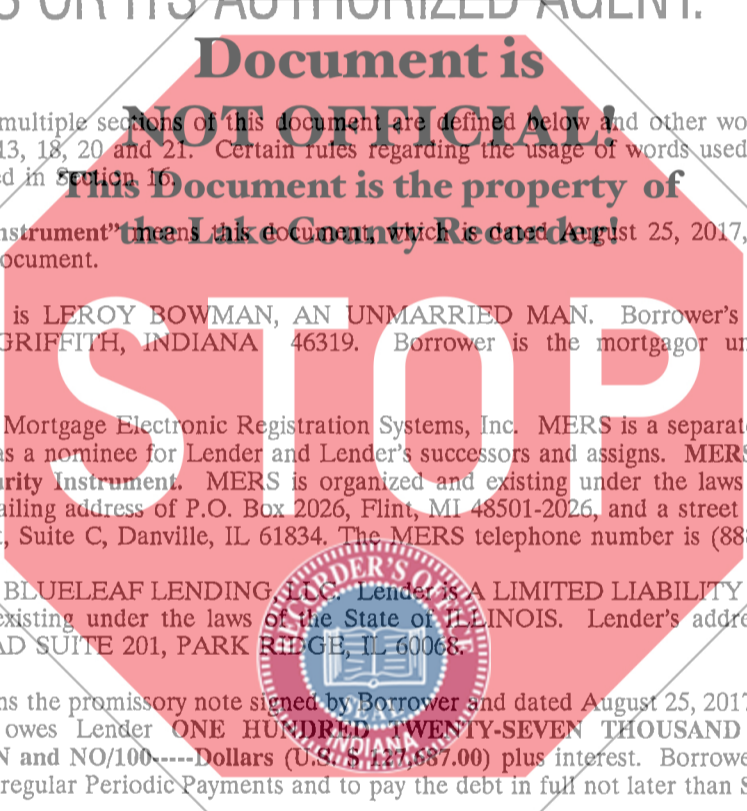 S OR ITS AUTHORIZED AGENT.
Document is
multiple sections of this document are defined below and other wo
NOT OFFICIAL!
13, 18, 20 and 21. Certain rules regarding the usage of words used
d in Section 16.
This Document is the property of
nstrument" means this document, which is dated August 25, 2017,
the Lake County Recorder!
ocument.
is LEROY BOWMAN, AN UNMARRIED MAN. Borrower's
GRIFFITH, INDIANA 46319. Borrower is the mortgagor un
STOP
Mortgage Electronic Registration Systems, Inc. MERS is a separat
as a nominee for Lender and Lender's successors and assigns. MERS
urity Instrument. MERS is organized and existing under the laws
ailing address of P.O. Box 2026, Flint, MI 48501-2026, and a street
, Suite C, Danville, IL 61834. The MERS telephone number is (88
BLUELEAF LENDING, LLC. Lender is A LIMITED LIABILITY
existing under the laws of the State of ILLINOIS. Lender's addre
AD SUITE 201, PARK RIDGE, IL 60068.
RECORDER'S OFFICE
SEAL
INDIANA
ns the promissory note signed by Borrower and dated August 25, 2017
owes Lender ONE HUNDRED TWENTY-SEVEN THOUSAND
N and NO/100-----Dollars (U.S. $ 127,687.00) plus interest. Borrowe
regular Periodic Payments and to pay the debt in full not later than S